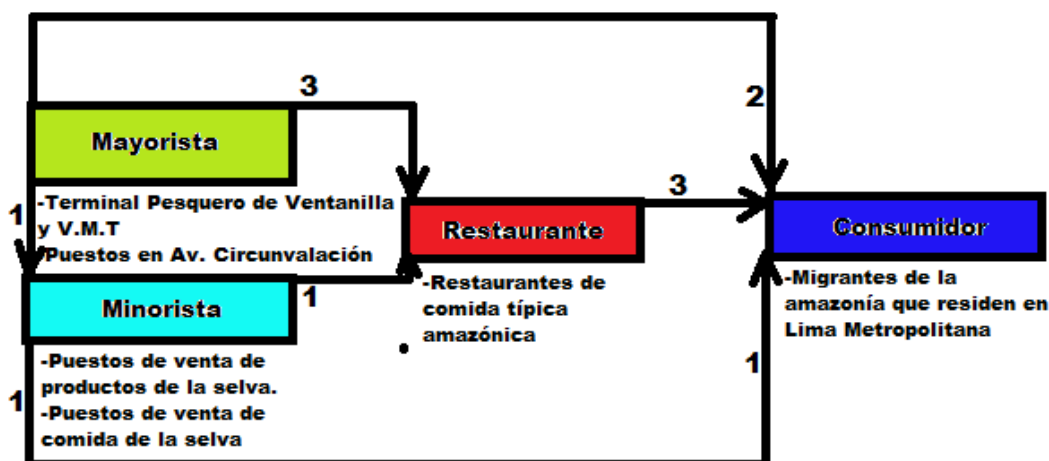 3
2
Mayorista
3
1
-Terminal Pesquero de Ventanilla
y V.M.T
-Puestos en Av. Circunvalación
Restaurante
Consumidor
-Restaurantes de
comida típica
amazónica
-Migrantes de la
amazonía que residen en
Lima Metropolitana
Minorista
1
-Puestos de venta de
productos de la selva.
-Puestos de venta de
comida de la selva
1
1